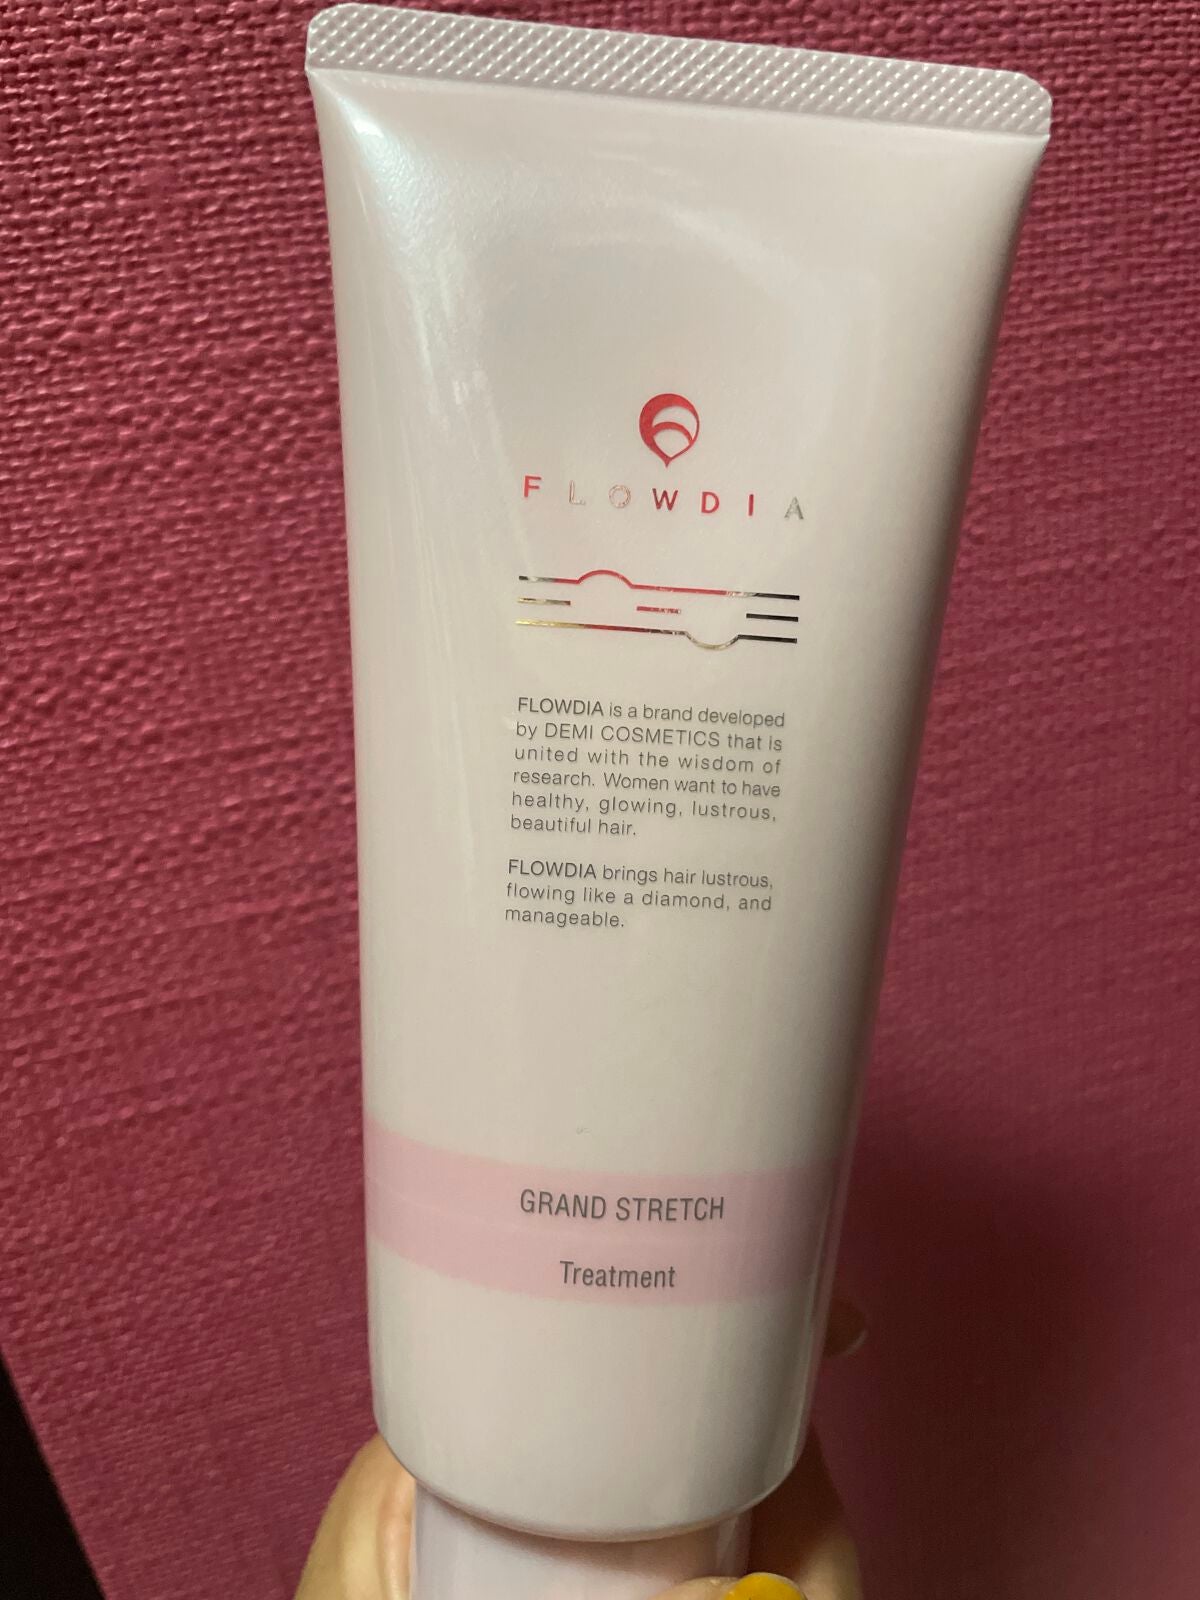 FLOWDIA
FLOWDIA is a brand developed
by DEMI COSMETICS that is
united with the wisdom of
research. Women want to have
healthy, glowing, lustrous,
beautiful hair.
FLOWDIA brings hair lustrous,
flowing like a diamond, and
manageable.
GRAND STRETCH
Treatment